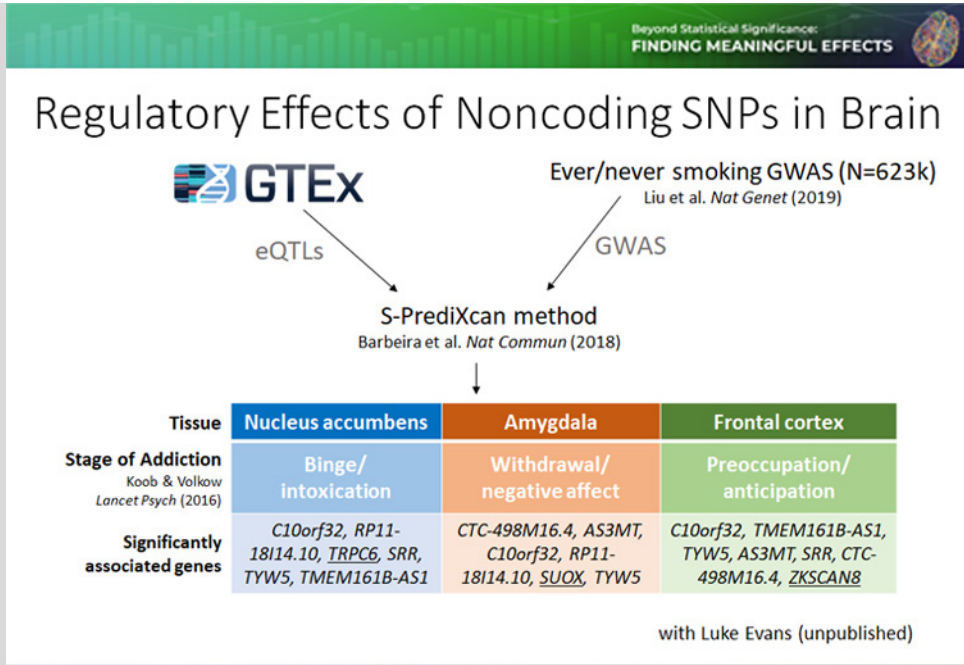 Beyond Statistical Significance:
FINDING MEANINGFUL EFFECTS
Regulatory Effects of Noncoding SNPs in Brain
GTEx
Ever/never smoking GWAS (N=623k)
Liu et al. Nat Genet (2019)
eQTLs
GWAS
S-PrediXcan method
Barbeira et al. Nat Commun (2018)
Tissue
Nucleus accumbens
Amygdala
Frontal cortex
Stage of Addiction
Koob & Volkow
Lancet Psych (2016)
Binge/
intoxication
Withdrawal/
negative affect
Preoccupation/
anticipation
Significantly
associated genes
C10orf32, RP11-
18I14.10, TRPC6, SRR,
TYW5, TMEM161B-AS1
CTC-498M16.4, AS3MT,
C10orf32, RP11-
18I14.10, SUOX, TYW5
C10orf32, TMEM161B-AS1,
TYW5, AS3MT, SRR, CTC-
498M16.4, ZKSCAN8
with Luke Evans (unpublished)